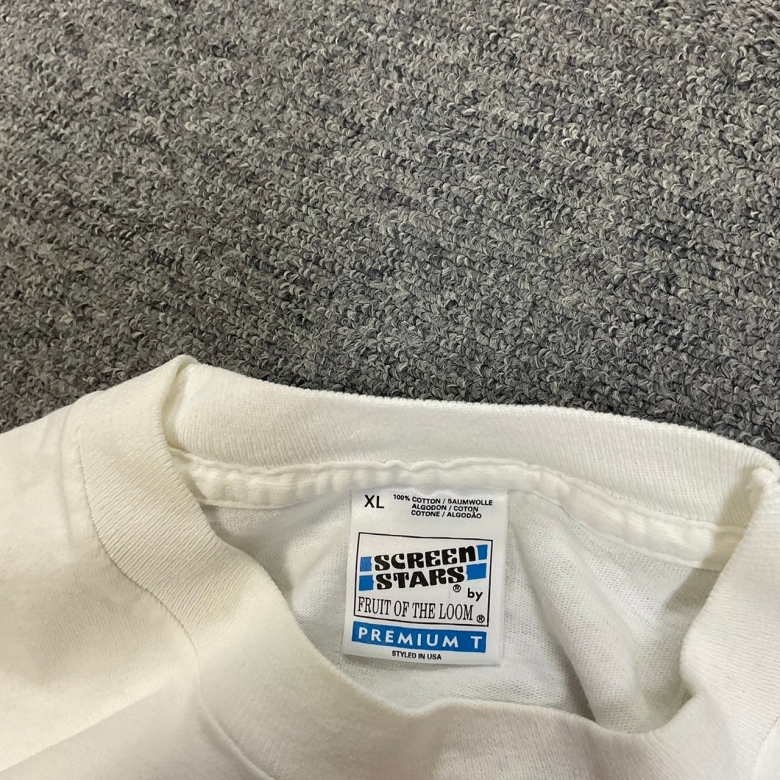 XL 100% COTTON / BAUMWOLLE
ALGODON / COTON
COTONE / ALGODÃO
SCREEN
STARS®
by
FRUIT OF THE LOOM®
PREMIUM T
STYLED IN USA